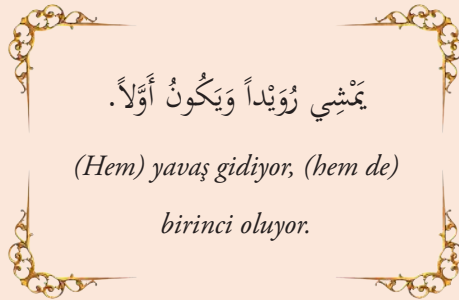 يَمْشِي رُوَيْداً وَيَكُونُ أَوَّلاً.
(Hem) yavaş gidiyor, (hem de)
birinci oluyor.